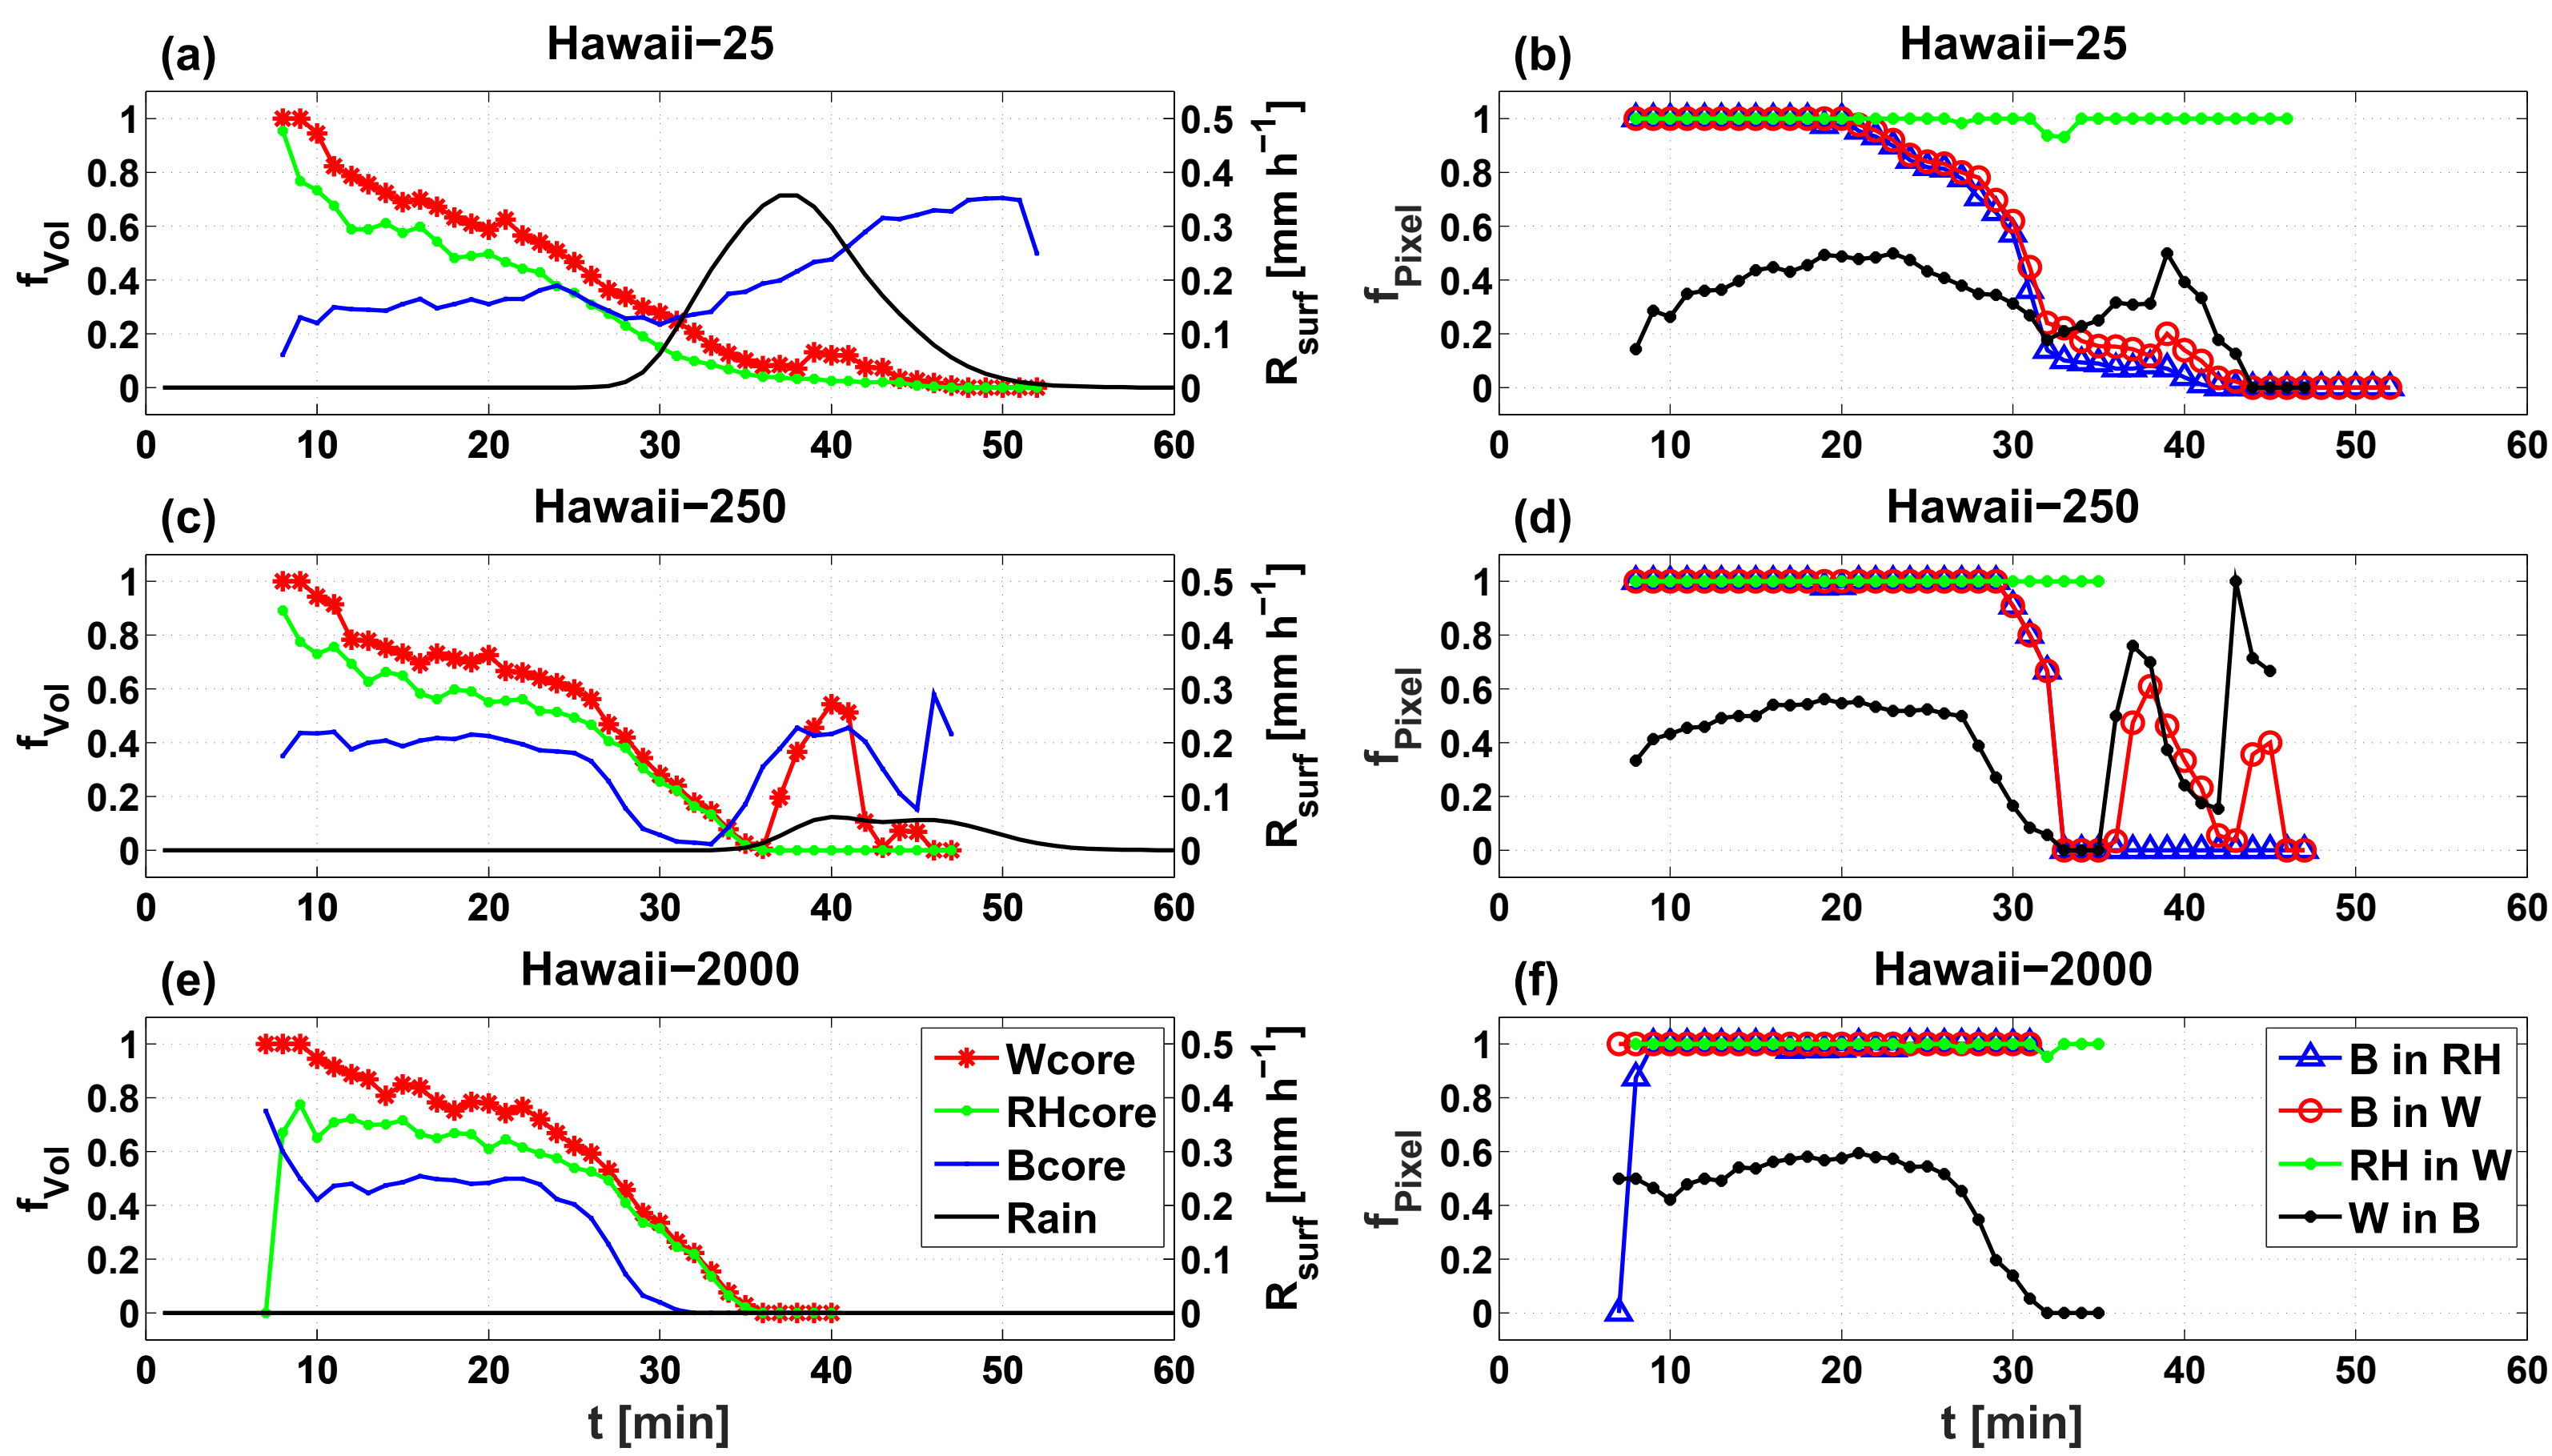 (a) Hawaii−25
1 0.8 0.6 0.4 0.2 0
f_Vol
0.5 0.4 0.3 0.2 0.1 0
R_surf [mm h^−1]
0 10 20 30 40 50 60
(b) Hawaii−25
1 0.8 0.6 0.4 0.2 0
f_Pixel
0 10 20 30 40 50 60
(c) Hawaii−250
1 0.8 0.6 0.4 0.2 0
f_Vol
0.5 0.4 0.3 0.2 0.1 0
R_surf [mm h^−1]
0 10 20 30 40 50 60
(d) Hawaii−250
1 0.8 0.6 0.4 0.2 0
f_Pixel
0 10 20 30 40 50 60
(e) Hawaii−2000
1 0.8 0.6 0.4 0.2 0
f_Vol
Wcore
RHcore
Bcore
Rain
0.5 0.4 0.3 0.2 0.1 0
R_surf [mm h^−1]
0 10 20 30 40 50 60
t [min]
(f) Hawaii−2000
1 0.8 0.6 0.4 0.2 0
f_Pixel
B in RH
B in W
RH in W
W in B
0 10 20 30 40 50 60
t [min]